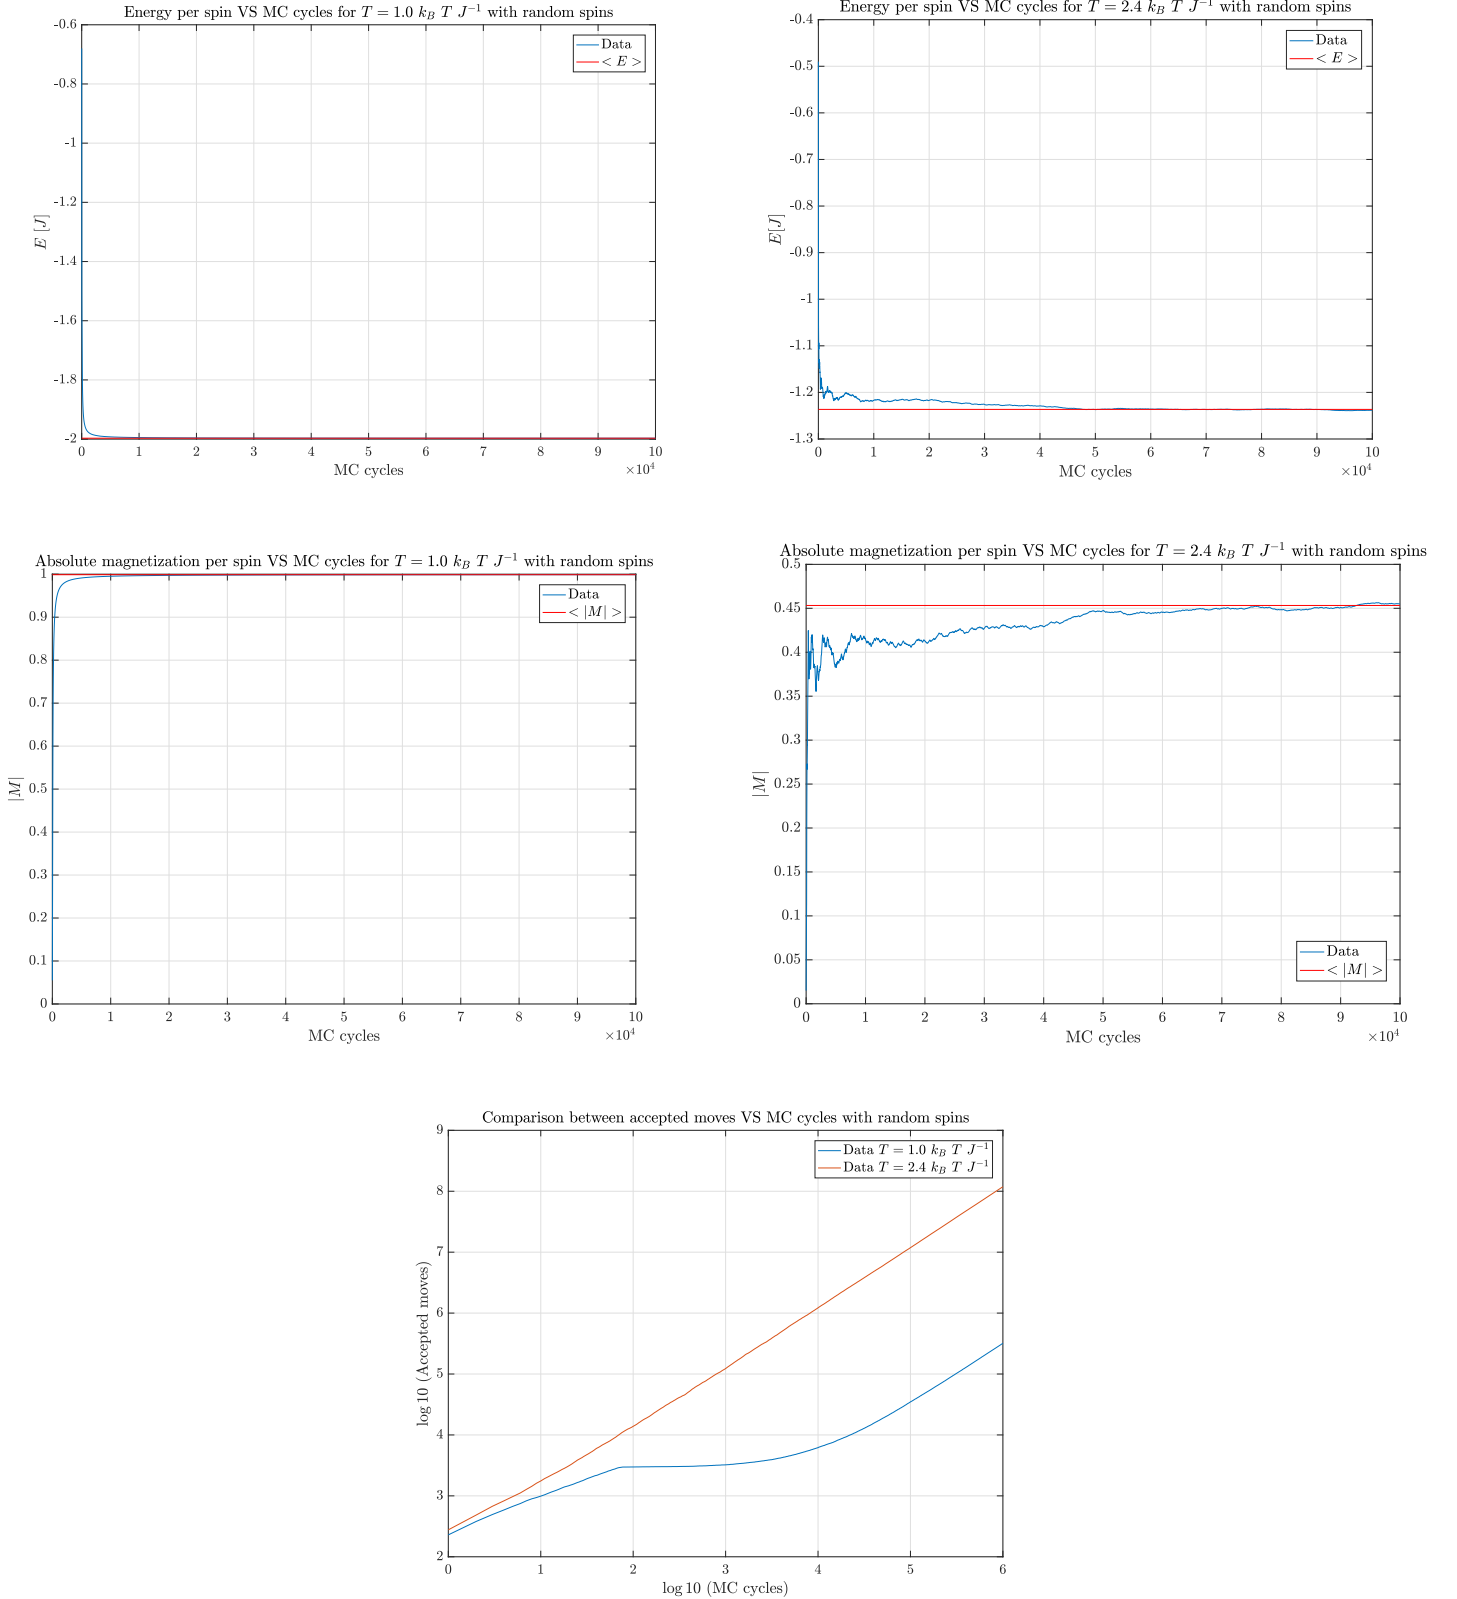 Energy per spin VS MC cycles for T = 1.0 k_B T J⁻¹ with random spins
-0.6
-0.8
-1
-1.2
-1.4
-1.6
-1.8
-2
E [J]
Data
< E >
0 1 2 3 4 5 6 7 8 9 10
MC cycles
×10⁴
Energy per spin VS MC cycles for T = 2.4 k_B T J⁻¹ with random spins
-0.4
-0.5
-0.6
-0.7
-0.8
-0.9
-1
-1.1
-1.2
-1.3
E[J]
Data
< E >
0 1 2 3 4 5 6 7 8 9 10
MC cycles
×10⁴
Absolute magnetization per spin VS MC cycles for T = 1.0 k_B T J⁻¹ with random spins
1
0.9
0.8
0.7
0.6
0.5
0.4
0.3
0.2
0.1
0
|M|
Data
< |M| >
0 1 2 3 4 5 6 7 8 9 10
MC cycles
×10⁴
Absolute magnetization per spin VS MC cycles for T = 2.4 k_B T J⁻¹ with random spins
0.5
0.45
0.4
0.35
0.3
0.25
0.2
0.15
0.1
0.05
0
|M|
Data
< |M| >
0 1 2 3 4 5 6 7 8 9 10
MC cycles
×10⁴
Comparison between accepted moves VS MC cycles with random spins
9
8
7
6
5
4
3
2
log 10 (Accepted moves)
Data T = 1.0 k_B T J⁻¹
Data T = 2.4 k_B T J⁻¹
0 1 2 3 4 5 6
log 10 (MC cycles)